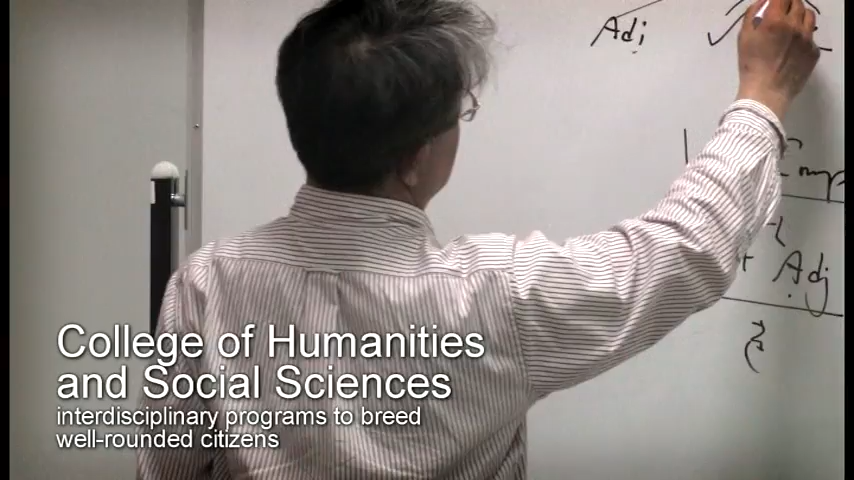 Adj
Adj
College of Humanities
and Social Sciences
interdisciplinary programs to breed
well-rounded citizens